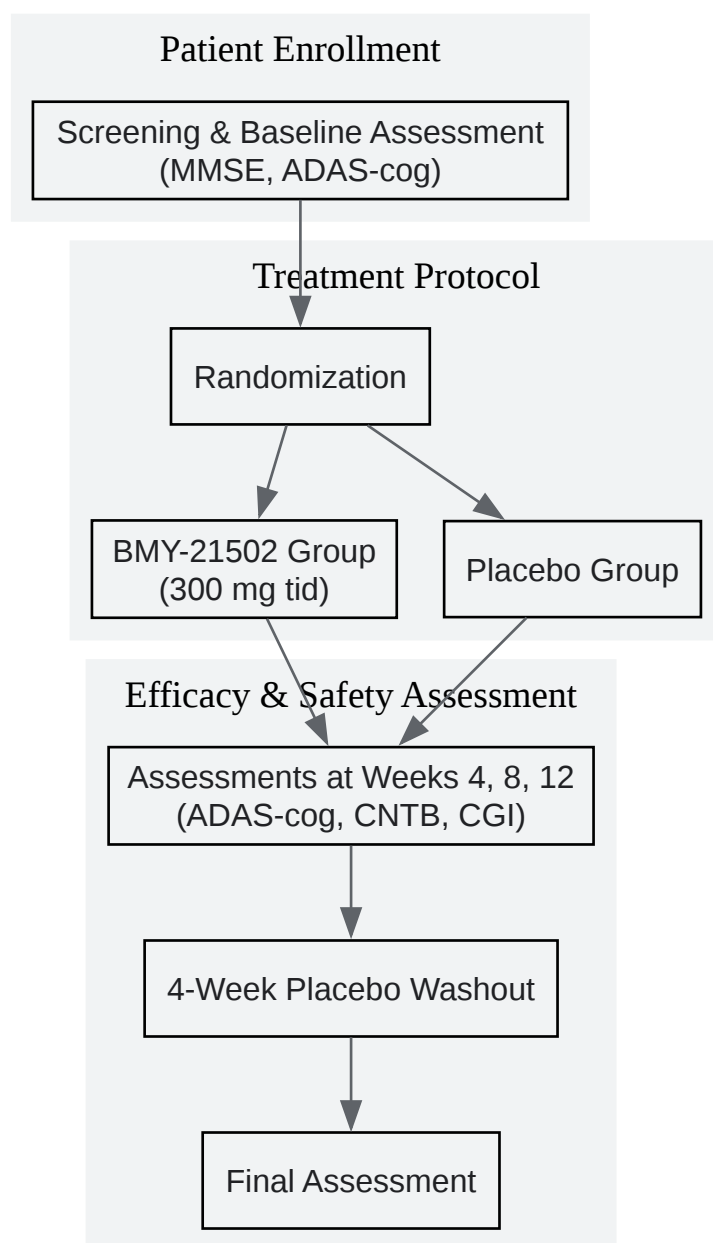 Patient Enrollment
Screening & Baseline Assessment
(MMSE, ADAS-cog)
Treatment Protocol
Randomization
BMY-21502 Group
(300 mg tid)
Placebo Group
Efficacy & Safety Assessment
Assessments at Weeks 4, 8, 12
(ADAS-cog, CNTB, CGI)
4-Week Placebo Washout
Final Assessment